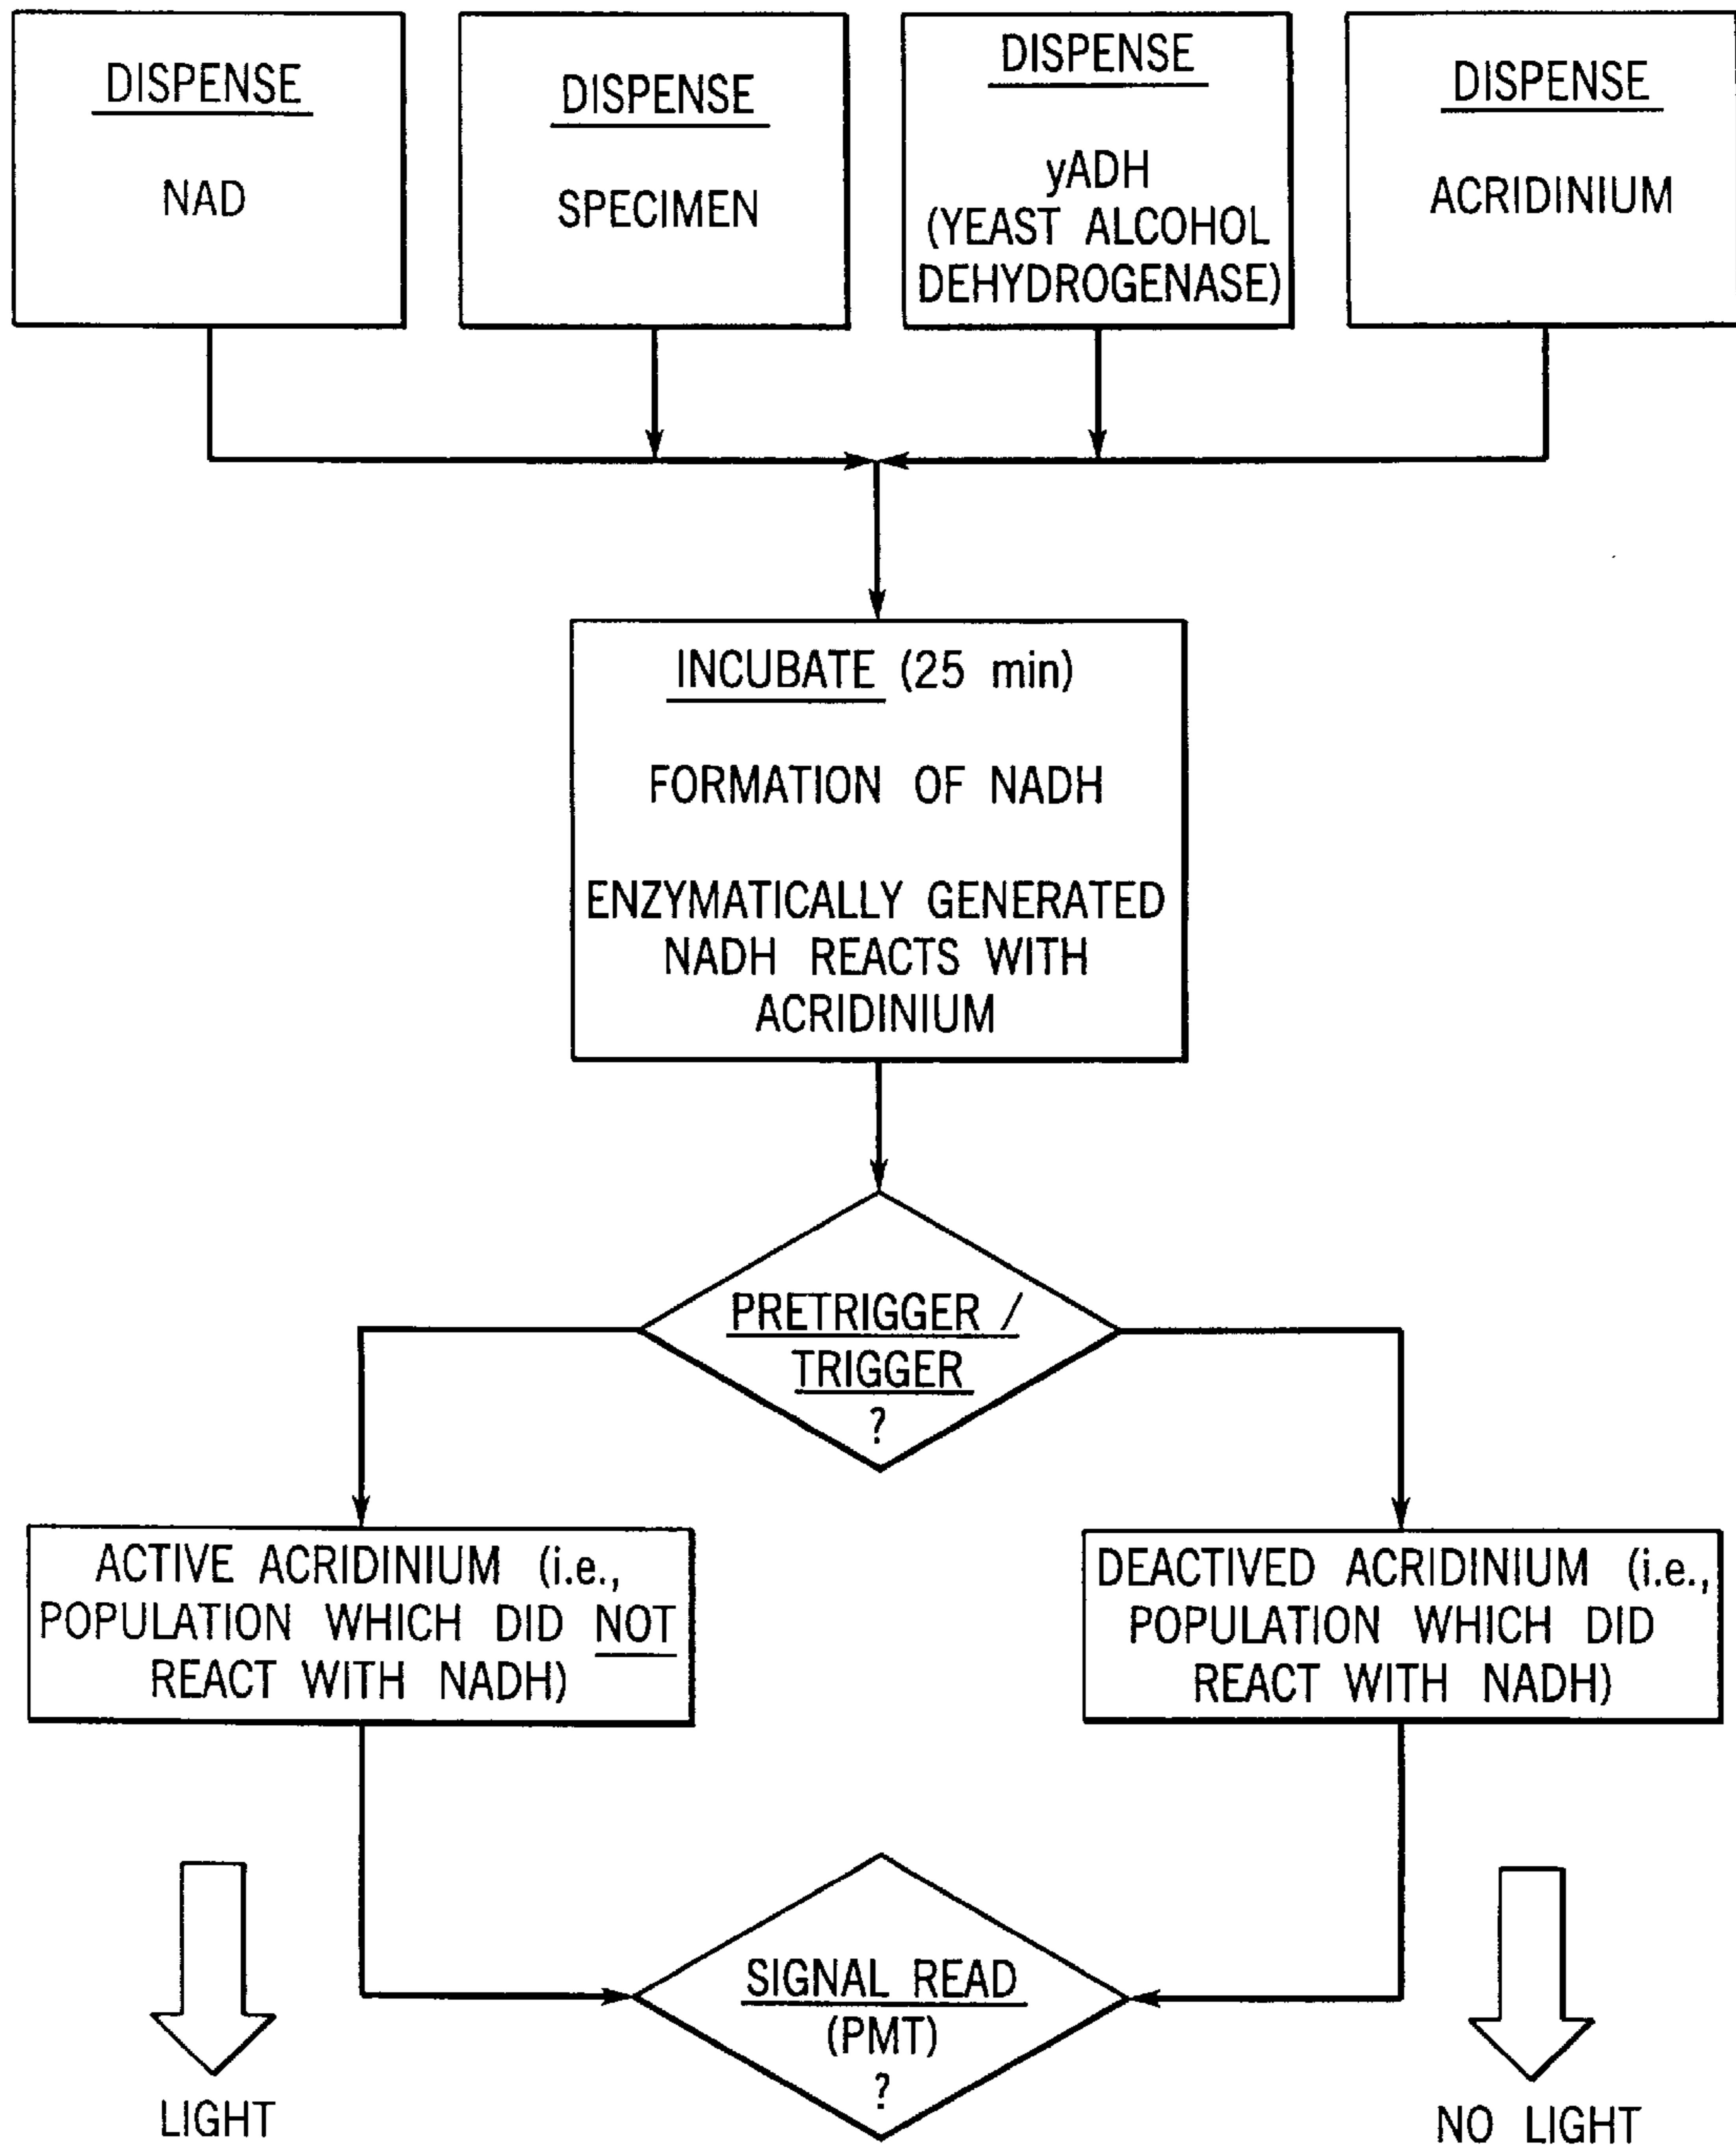 DISPENSE
NAD
DISPENSE
SPECIMEN
DISPENSE
yADH
(YEAST ALCOHOL
DEHYDROGENASE)
DISPENSE
ACRIDINIUM
INCUBATE (25 min)
FORMATION OF NADH
ENZYMATICALLY GENERATED
NADH REACTS WITH
ACRIDINIUM
PRETRIGGER /
TRIGGER
?
ACTIVE ACRIDINIUM (i.e.,
POPULATION WHICH DID NOT
REACT WITH NADH)
DEACTIVED ACRIDINIUM (i.e.,
POPULATION WHICH DID
REACT WITH NADH)
SIGNAL READ
(PMT)
?
LIGHT
NO LIGHT